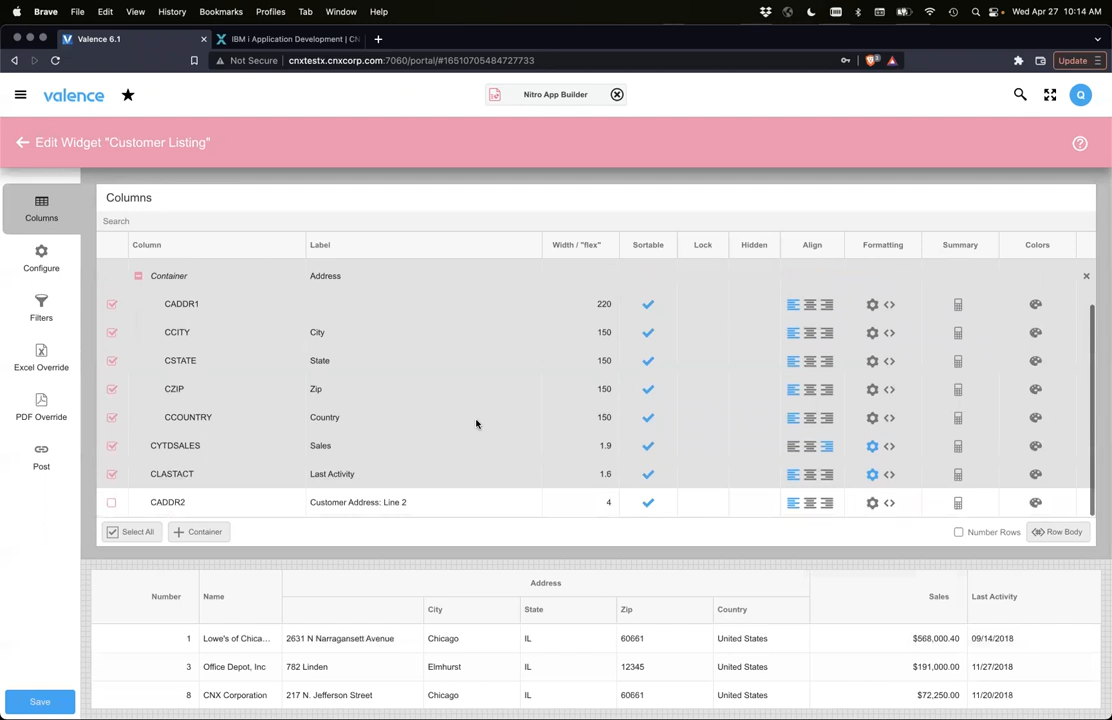 Brave File Edit View History Bookmarks Profiles Tab Window Help Wed Apr 27 10:14 AM
Valence 6.1 IBM i Application Development | CN
Not Secure cnxtestx.cnxcorp.com:7060/portal/#16510705484727733 Update
valence Nitro App Builder Q
Edit Widget "Customer Listing"
Columns
Configure
Filters
Excel Override
PDF Override
Post
Save
Columns
Search
Column Label Width / "flex" Sortable Lock Hidden Align Formatting Summary Colors
Container Address
CADDR1 220
CCITY City 150
CSTATE State 150
CZIP Zip 150
CCOUNTRY Country 150
CYTDSALES Sales 1.9
CLASTACT Last Activity 1.6
CADDR2 Customer Address: Line 2 4
Select All Container Number Rows Row Body
Address
Number Name Sales Last Activity
City State Zip Country
1 Lowe's of Chica... 2631 N Narragansett Avenue Chicago IL 60661 United States $568,000.40 09/14/2018
3 Office Depot, Inc 782 Linden Elmhurst IL 12345 United States $191,000.00 11/27/2018
8 CNX Corporation 217 N. Jefferson Street Chicago IL 60661 United States $72,250.00 11/20/2018